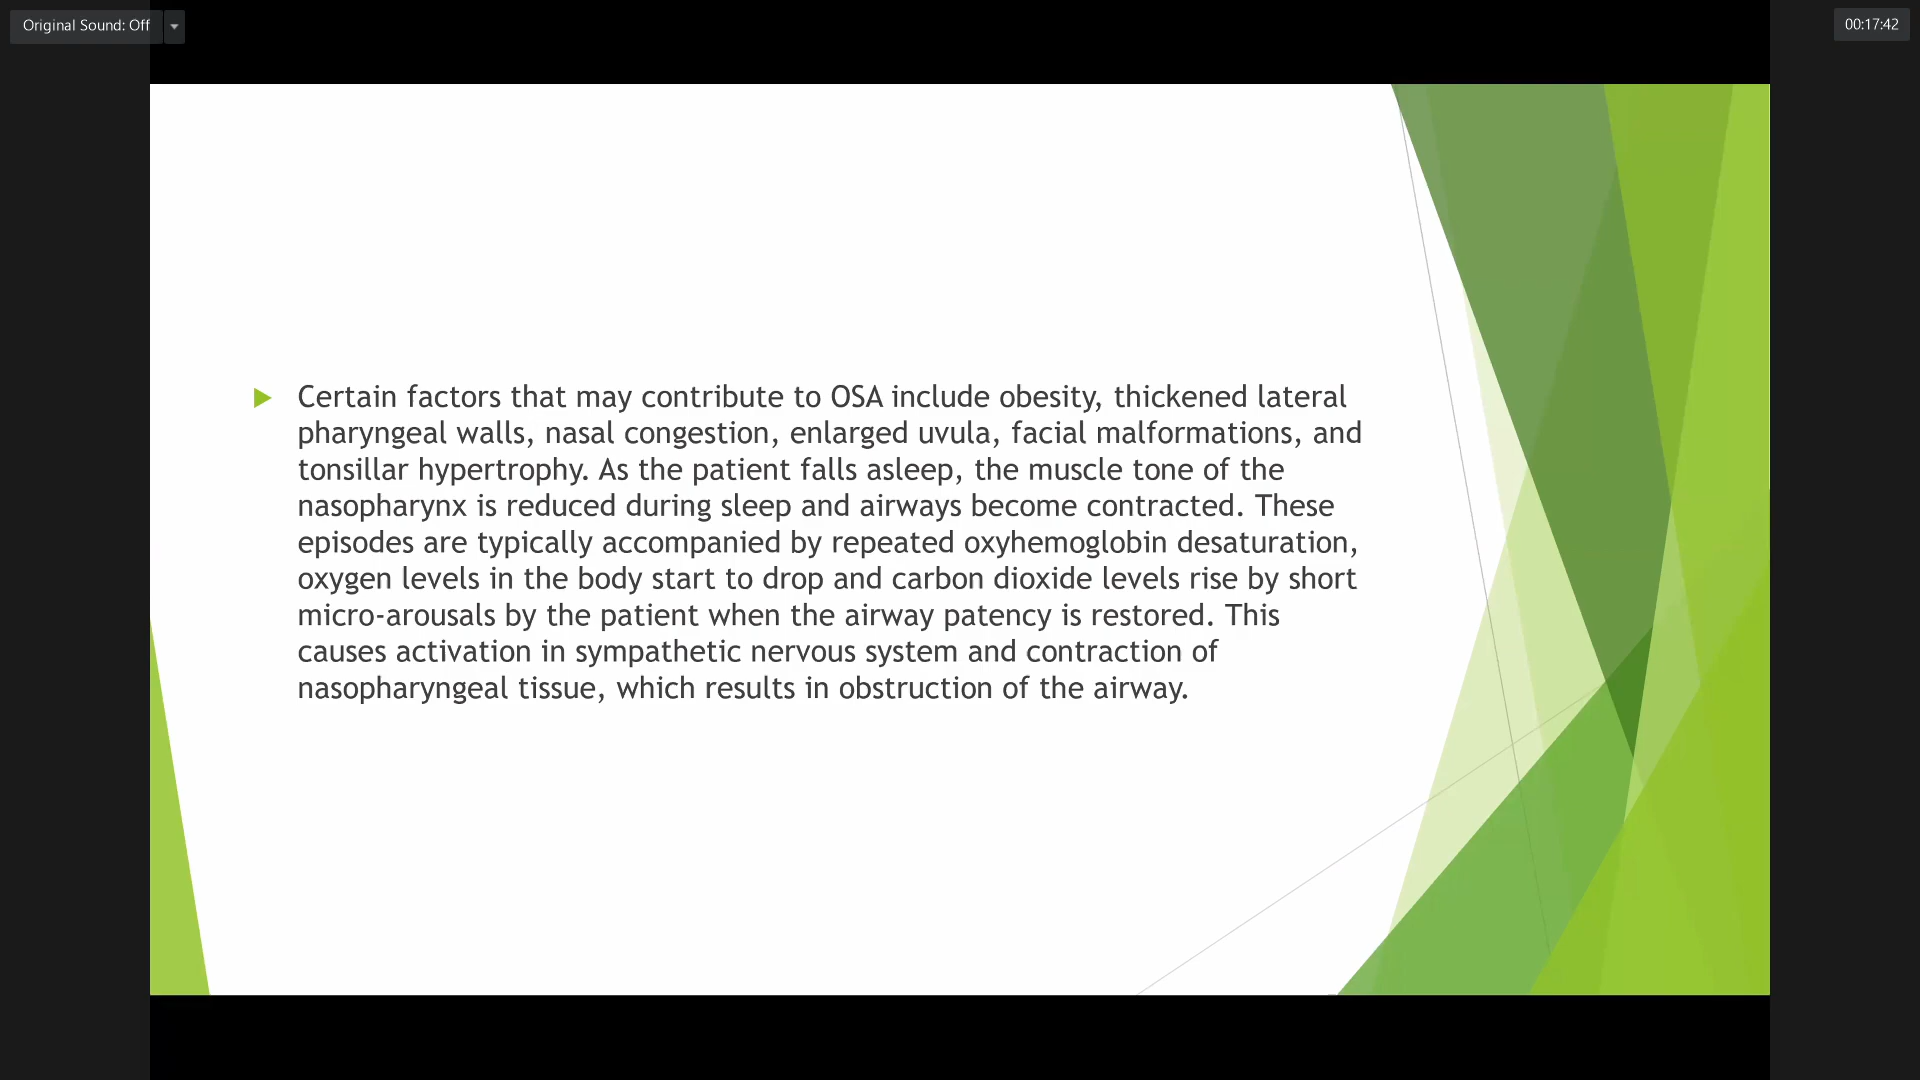 Original Sound: Off
00:17:42
Certain factors that may contribute to OSA include obesity, thickened lateral
pharyngeal walls, nasal congestion, enlarged uvula, facial malformations, and
tonsillar hypertrophy. As the patient falls asleep, the muscle tone of the
nasopharynx is reduced during sleep and airways become contracted. These
episodes are typically accompanied by repeated oxyhemoglobin desaturation,
oxygen levels in the body start to drop and carbon dioxide levels rise by short
micro-arousals by the patient when the airway patency is restored. This
causes activation in sympathetic nervous system and contraction of
nasopharyngeal tissue, which results in obstruction of the airway.